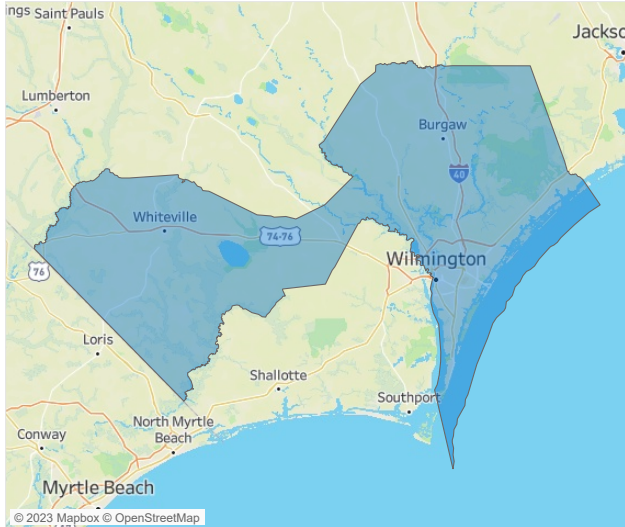 ngs
Saint Pauls
Jackso
Lumberton
Burgaw
40
Whiteville
74-76
76
Wilmington
Loris
Shallotte
Southport
North Myrtle
Beach
Conway
Myrtle Beach
© 2023 Mapbox © OpenStreetMap